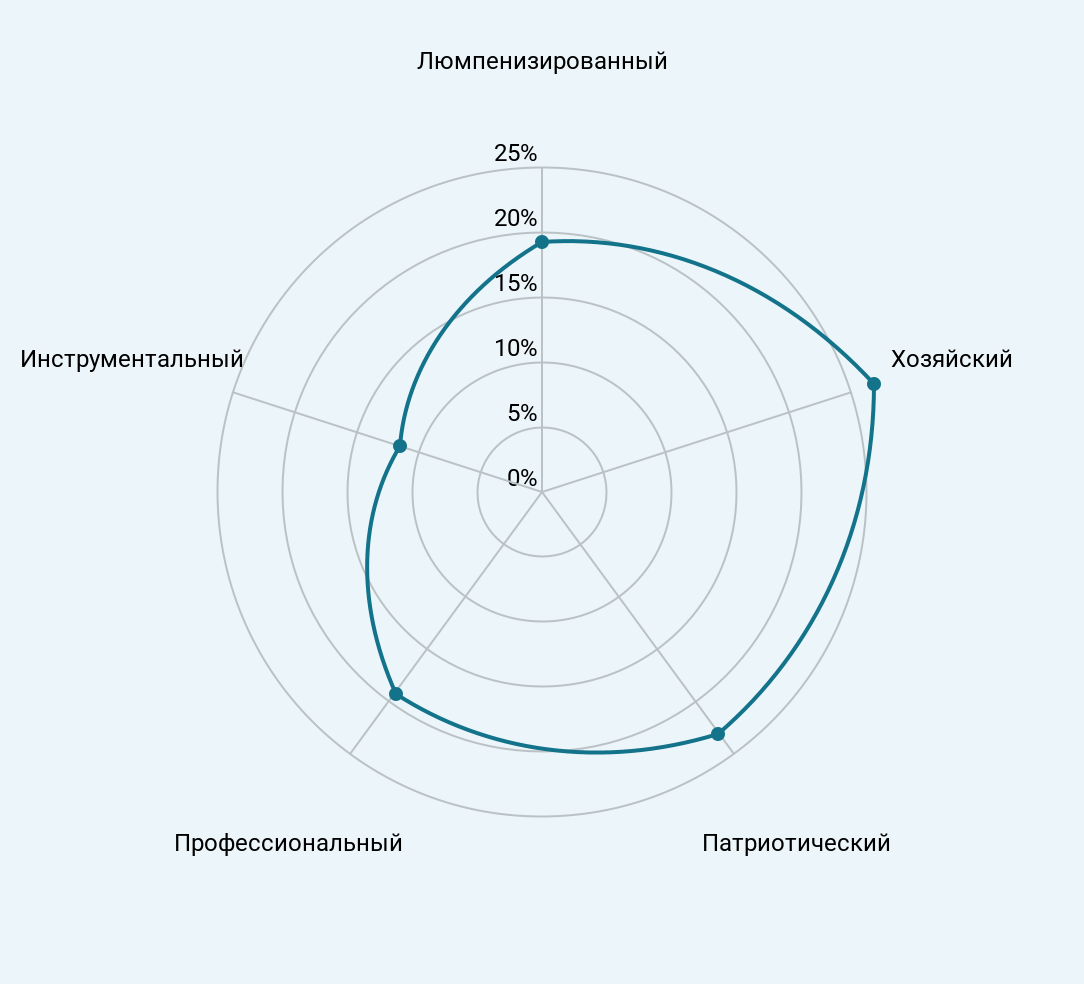 Люмпенизированный
25%
20%
15%
10%
5%
0%
Инструментальный
Хозяйский
Профессиональный
Патриотический